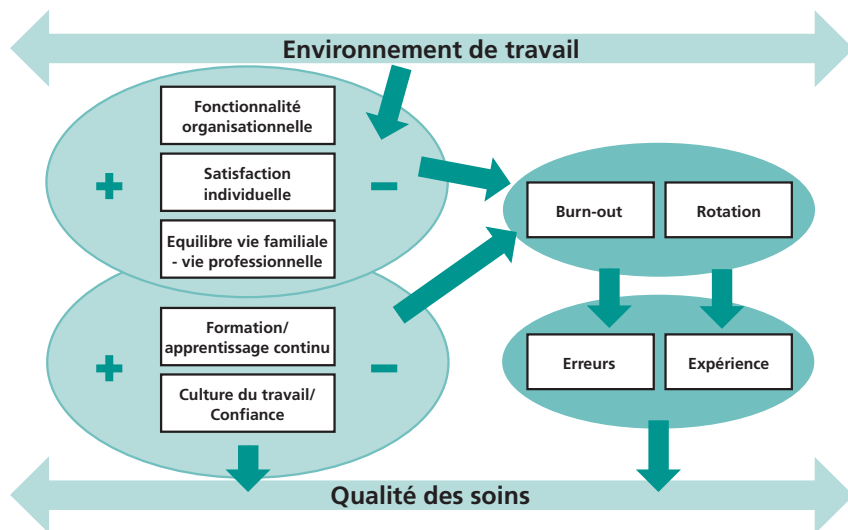 Environnement de travail
Fonctionnalité
organisationnelle
+
Satisfaction
individuelle
–
Equilibre vie familiale
- vie professionnelle
Burn-out
Rotation
Formation/
apprentissage continu
+
–
Culture du travail/
Confiance
Erreurs
Expérience
Qualité des soins